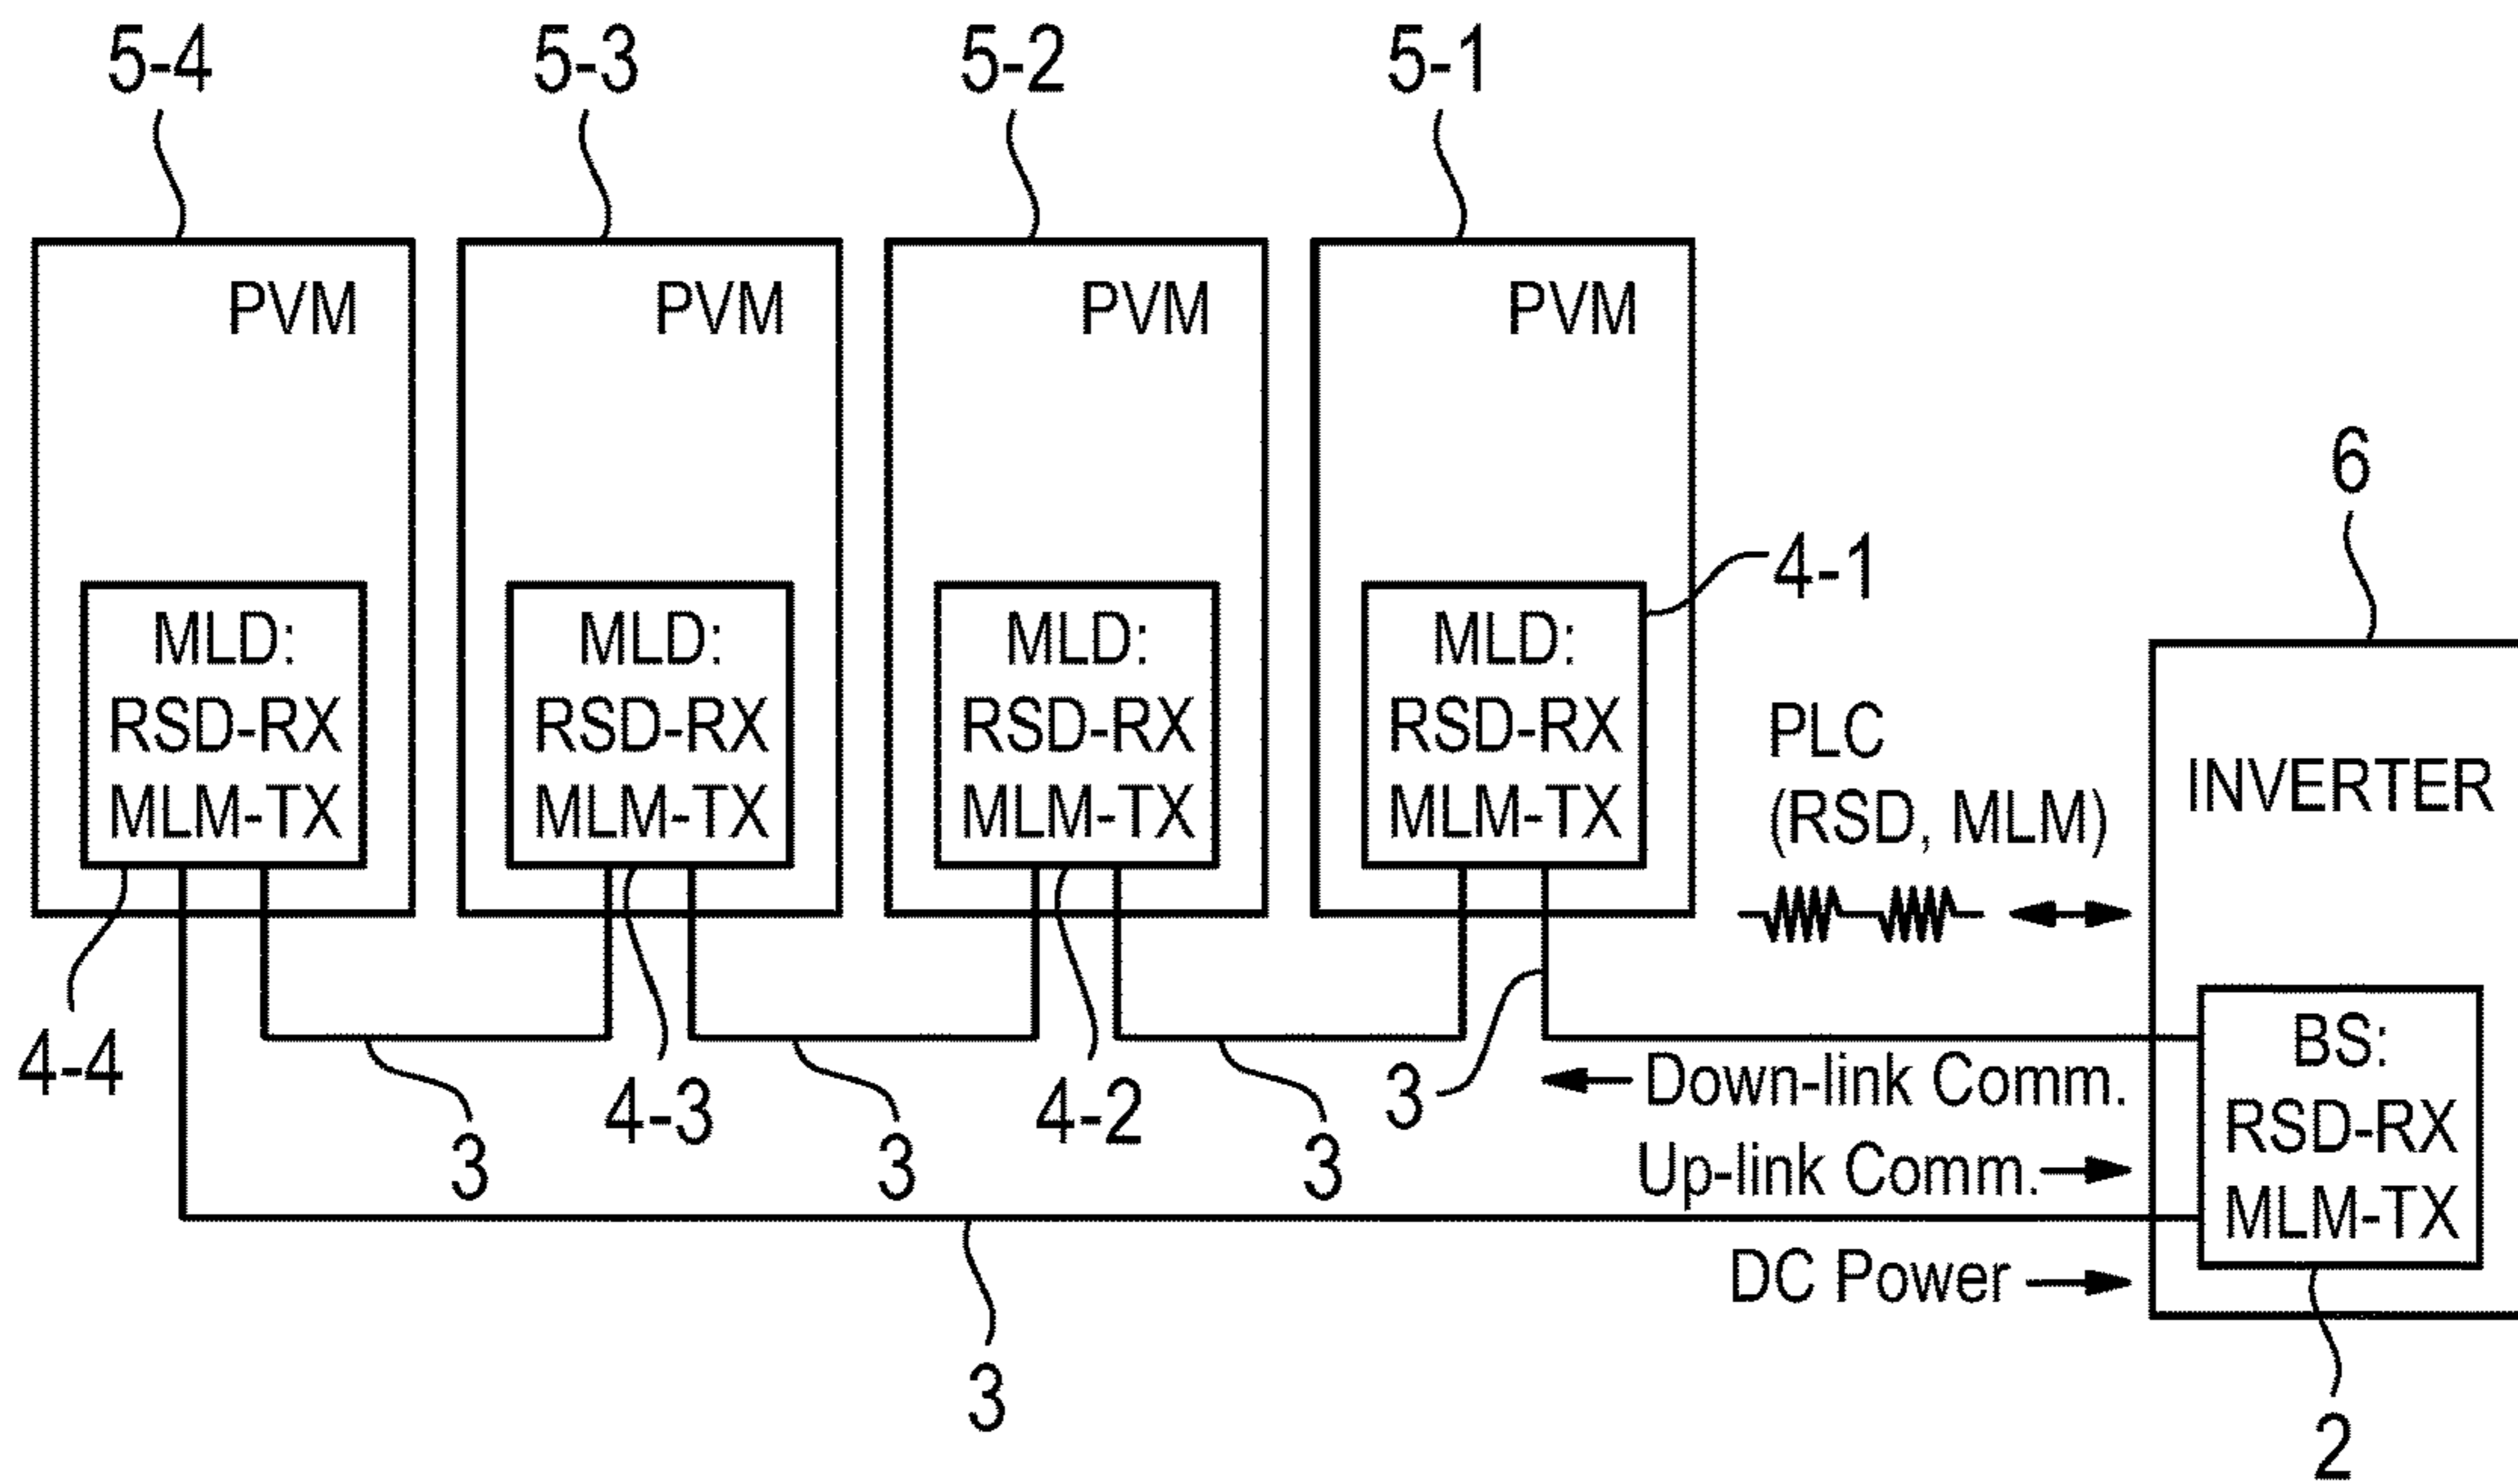 5-4
5-3
5-2
5-1
PVM
PVM
PVM
PVM
6
4-1
MLD:
RSD-RX
MLM-TX
MLD:
RSD-RX
MLM-TX
MLD:
RSD-RX
MLM-TX
MLD:
RSD-RX
MLM-TX
PLC
(RSD, MLM)
INVERTER
4-4
3
4-3
3
4-2
3
3
Down-link Comm.
Up-link Comm.
DC Power
BS:
RSD-RX
MLM-TX
3
2